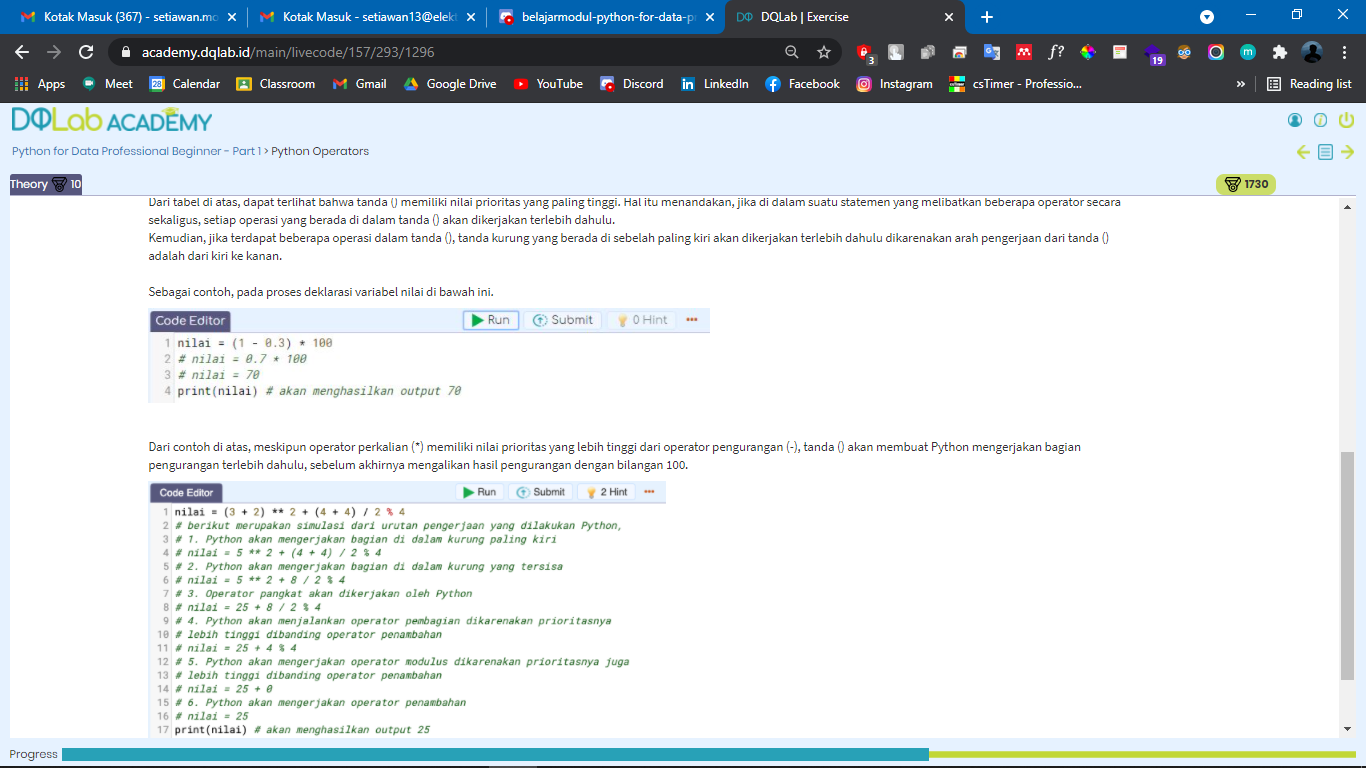 Kotak Masuk (367) - setiawan.mo
Kotak Masuk - setiawan13@elekt
belajarmodul-python-for-data-p
DQLab | Exercise
academy.dqlab.id/main/livecode/157/293/1296
3
f?
19
m
Apps
Meet
28 Calendar
Classroom
Gmail
Google Drive
YouTube
Discord
LinkedIn
Facebook
Instagram
csTimer - Professio...
»
Reading list
DQLab ACADEMY
Python for Data Professional Beginner - Part 1 > Python Operators
Theory 10
1730
Dari tabel di atas, dapat terlihat bahwa tanda () memiliki nilai prioritas yang paling tinggi. Hal itu menandakan, jika di dalam suatu statemen yang melibatkan beberapa operator secara
sekaligus, setiap operasi yang berada di dalam tanda () akan dikerjakan terlebih dahulu.
Kemudian, jika terdapat beberapa operasi dalam tanda (), tanda kurung yang berada di sebelah paling kiri akan dikerjakan terlebih dahulu dikarenakan arah pengerjaan dari tanda ()
adalah dari kiri ke kanan.
Sebagai contoh, pada proses deklarasi variabel nilai di bawah ini.
Code Editor
Run
Submit
0 Hint
1 nilai = (1 - 0.3) * 100
2 # nilai = 0.7 * 100
3 # nilai = 70
4 print(nilai) # akan menghasilkan output 70
Dari contoh di atas, meskipun operator perkalian (*) memiliki nilai prioritas yang lebih tinggi dari operator pengurangan (-), tanda () akan membuat Python mengerjakan bagian
pengurangan terlebih dahulu, sebelum akhirnya mengalikan hasil pengurangan dengan bilangan 100.
Code Editor
Run
Submit
2 Hint
1 nilai = (3 + 2) ** 2 + (4 + 4) / 2 % 4
2 # berikut merupakan simulasi dari urutan pengerjaan yang dilakukan Python,
3 # 1. Python akan mengerjakan bagian di dalam kurung paling kiri
4 # nilai = 5 ** 2 + (4 + 4) / 2 % 4
5 # 2. Python akan mengerjakan bagian di dalam kurung yang tersisa
6 # nilai = 5 ** 2 + 8 / 2 % 4
7 # 3. Operator pangkat akan dikerjakan oleh Python
8 # nilai = 25 + 8 / 2 % 4
9 # 4. Python akan menjalankan operator pembagian dikarenakan prioritasnya
10 # lebih tinggi dibanding operator penambahan
11 # nilai = 25 + 4 % 4
12 # 5. Python akan mengerjakan operator modulus dikarenakan prioritasnya juga
13 # lebih tinggi dibanding operator penambahan
14 # nilai = 25 + 0
15 # 6. Python akan mengerjakan operator penambahan
16 # nilai = 25
17 print(nilai) # akan menghasilkan output 25
Progress